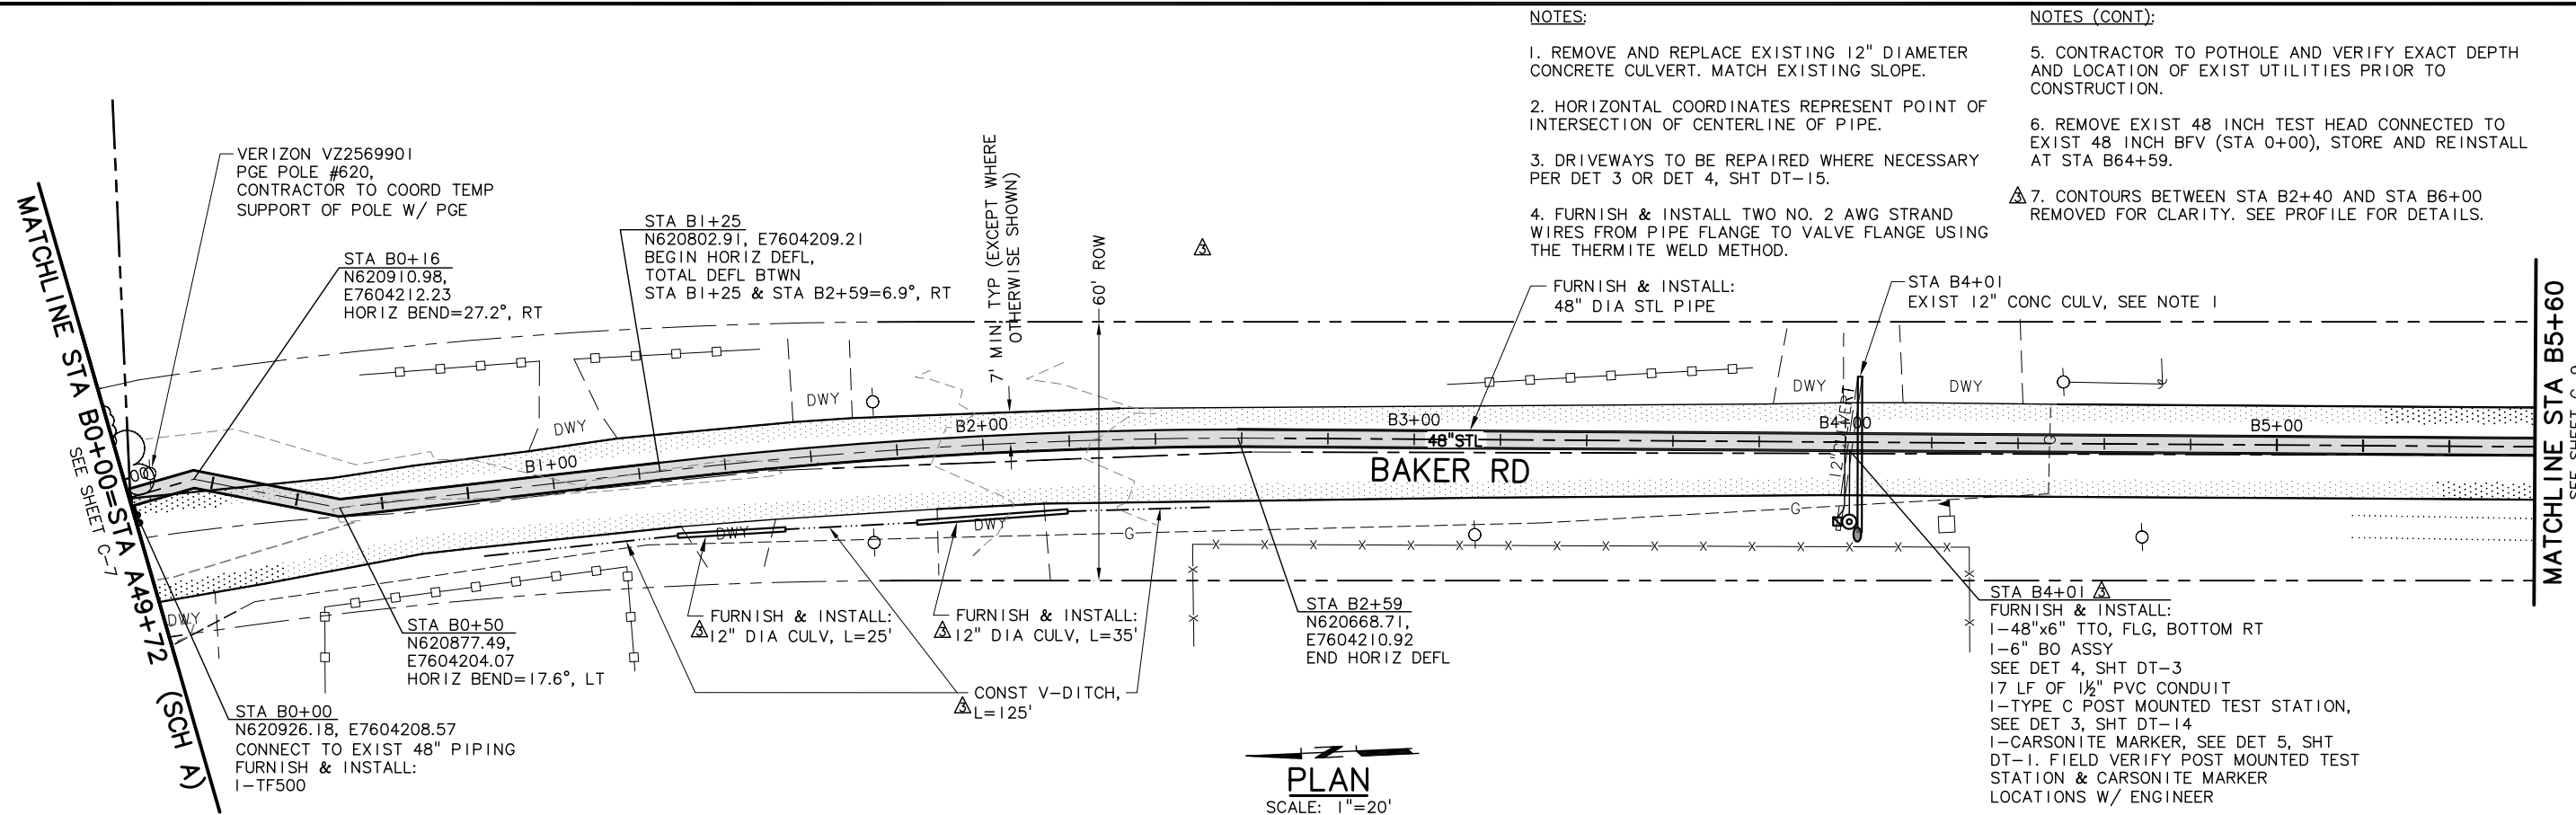 NOTES:
1. REMOVE AND REPLACE EXISTING 12" DIAMETER
CONCRETE CULVERT. MATCH EXISTING SLOPE.
2. HORIZONTAL COORDINATES REPRESENT POINT OF
INTERSECTION OF CENTERLINE OF PIPE.
3. DRIVEWAYS TO BE REPAIRED WHERE NECESSARY
PER DET 3 OR DET 4, SHT DT-15.
4. FURNISH & INSTALL TWO NO. 2 AWG STRAND
WIRES FROM PIPE FLANGE TO VALVE FLANGE USING
THE THERMITE WELD METHOD.
NOTES (CONT):
5. CONTRACTOR TO POTHOLE AND VERIFY EXACT DEPTH
AND LOCATION OF EXIST UTILITIES PRIOR TO
CONSTRUCTION.
6. REMOVE EXIST 48 INCH TEST HEAD CONNECTED TO
EXIST 48 INCH BFV (STA 0+00), STORE AND REINSTALL
AT STA B64+59.
3 7. CONTOURS BETWEEN STA B2+40 AND STA B6+00
REMOVED FOR CLARITY. SEE PROFILE FOR DETAILS.
VERIZON VZ2569901
PGE POLE #620,
CONTRACTOR TO COORD TEMP
SUPPORT OF POLE W/ PGE
STA B0+16
N620910.98,
E7604212.23
HORIZ BEND=27.2°, RT
STA B1+25
N620802.91, E7604209.21
BEGIN HORIZ DEFL,
TOTAL DEFL BTWN
STA B1+25 & STA B2+59=6.9°, RT
7' MIN TYP (EXCEPT WHERE
OTHERWISE SHOWN)
60' ROW
3
FURNISH & INSTALL:
48" DIA STL PIPE
STA B4+01
EXIST 12" CONC CULV, SEE NOTE 1
MATCHLINE STA B0+00=STA A49+72 (SCH A)
SEE SHEET C-7
MATCHLINE STA B5+60
DWY
DWY
DWY
DWY
B1+00
B2+00
B3+00
B4+00
B5+00
48"STL
BAKER RD
G
G
G
DWY
DWY
DWY
STA B0+50
N620877.49,
E7604204.07
HORIZ BEND=17.6°, LT
STA B0+00
N620926.18, E7604208.57
CONNECT TO EXIST 48" PIPING
FURNISH & INSTALL:
1-TF500
FURNISH & INSTALL:
3 12" DIA CULV, L=25'
FURNISH & INSTALL:
3 12" DIA CULV, L=35'
CONST V-DITCH,
3 L=125'
STA B2+59
N620668.71,
E7604210.92
END HORIZ DEFL
STA B4+01 3
FURNISH & INSTALL:
1-48"x6" TTO, FLG, BOTTOM RT
1-6" BO ASSY
SEE DET 4, SHT DT-3
17 LF OF 1½" PVC CONDUIT
1-TYPE C POST MOUNTED TEST STATION,
SEE DET 3, SHT DT-14
1-CARSONITE MARKER, SEE DET 5, SHT
DT-1. FIELD VERIFY POST MOUNTED TEST
STATION & CARSONITE MARKER
LOCATIONS W/ ENGINEER
PLAN
SCALE: 1"=20'